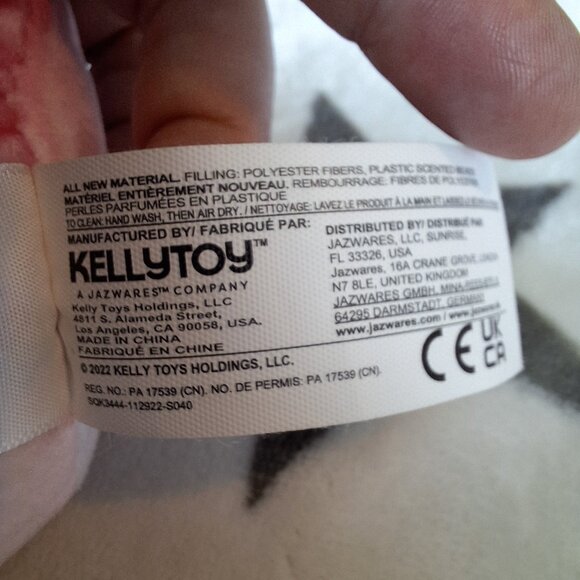 ALL NEW MATERIAL. FILLING: POLYESTER FIBERS, PLASTIC SCENTED BEADS
MATÉRIEL ENTIÈREMENT NOUVEAU. REMBOURRAGE: FIBRES DE POLYESTER
PERLES PARFUMÉES EN PLASTIQUE
TO CLEAN: HAND WASH, THEN AIR DRY. / NETTOYAGE: LAVEZ LE PRODUIT À LA MAIN ET
MANUFACTURED BY/ FABRIQUÉ PAR:
KELLYTOY™
A JAZWARES™ COMPANY
Kelly Toys Holdings, LLC
4811 S. Alameda Street,
Los Angeles, CA 90058, USA.
MADE IN CHINA
FABRIQUÉ EN CHINE
© 2022 KELLY TOYS HOLDINGS, LLC.
REG. NO.: PA 17539 (CN). NO. DE PERMIS: PA 17539 (CN).
SQK3444-112922-S040
DISTRIBUTED BY/ DISTRIBUÉ PAR
JAZWARES, LLC, SUNRISE,
FL 33326, USA
Jazwares, 16A CRANE GROVE, LONDON
N7 8LE, UNITED KINGDOM
JAZWARES GMBH,
64295 DARMSTADT, GERMANY
www.jazwares.com / www.jazwares.
CE
UK
CA